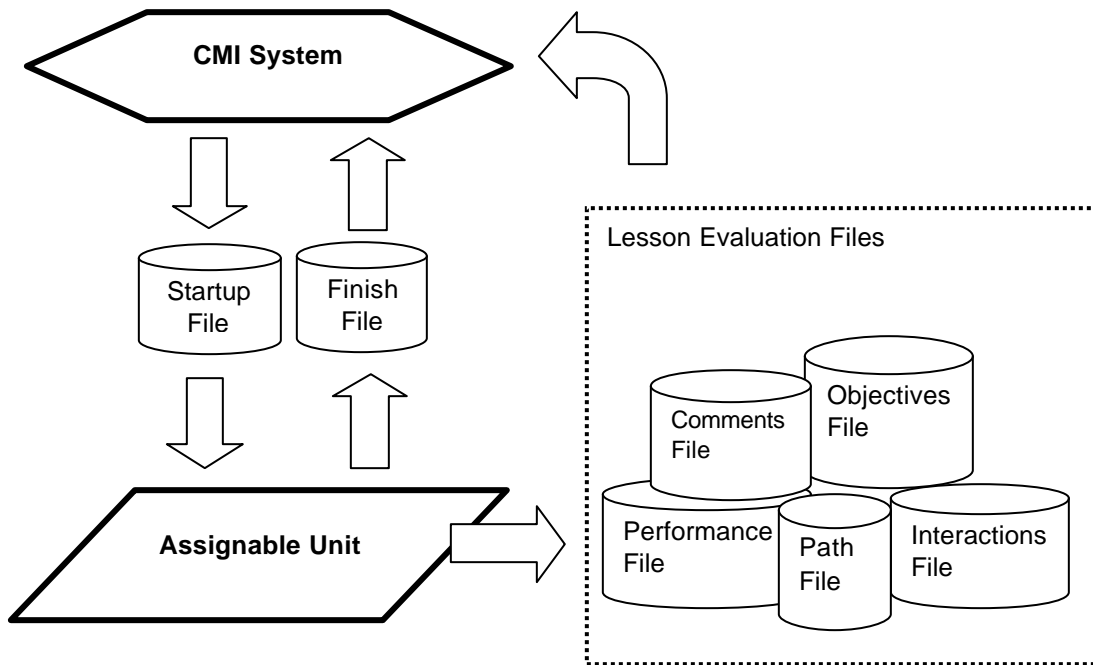 CMI System
Startup
File
Finish
File
Assignable Unit
Lesson Evaluation Files
Comments
File
Objectives
File
Performance
File
Path
File
Interactions
File